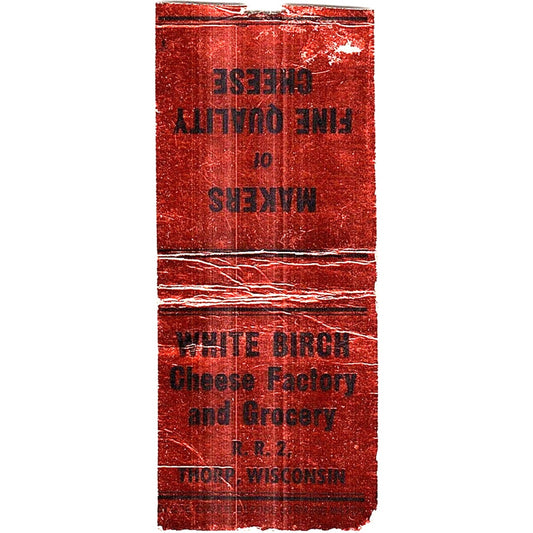 MAKERS
of
FINE QUALITY
CHEESE
WHITE BIRCH
Cheese Factory
and Grocery
R. R. 2,
THORP, WISCONSIN